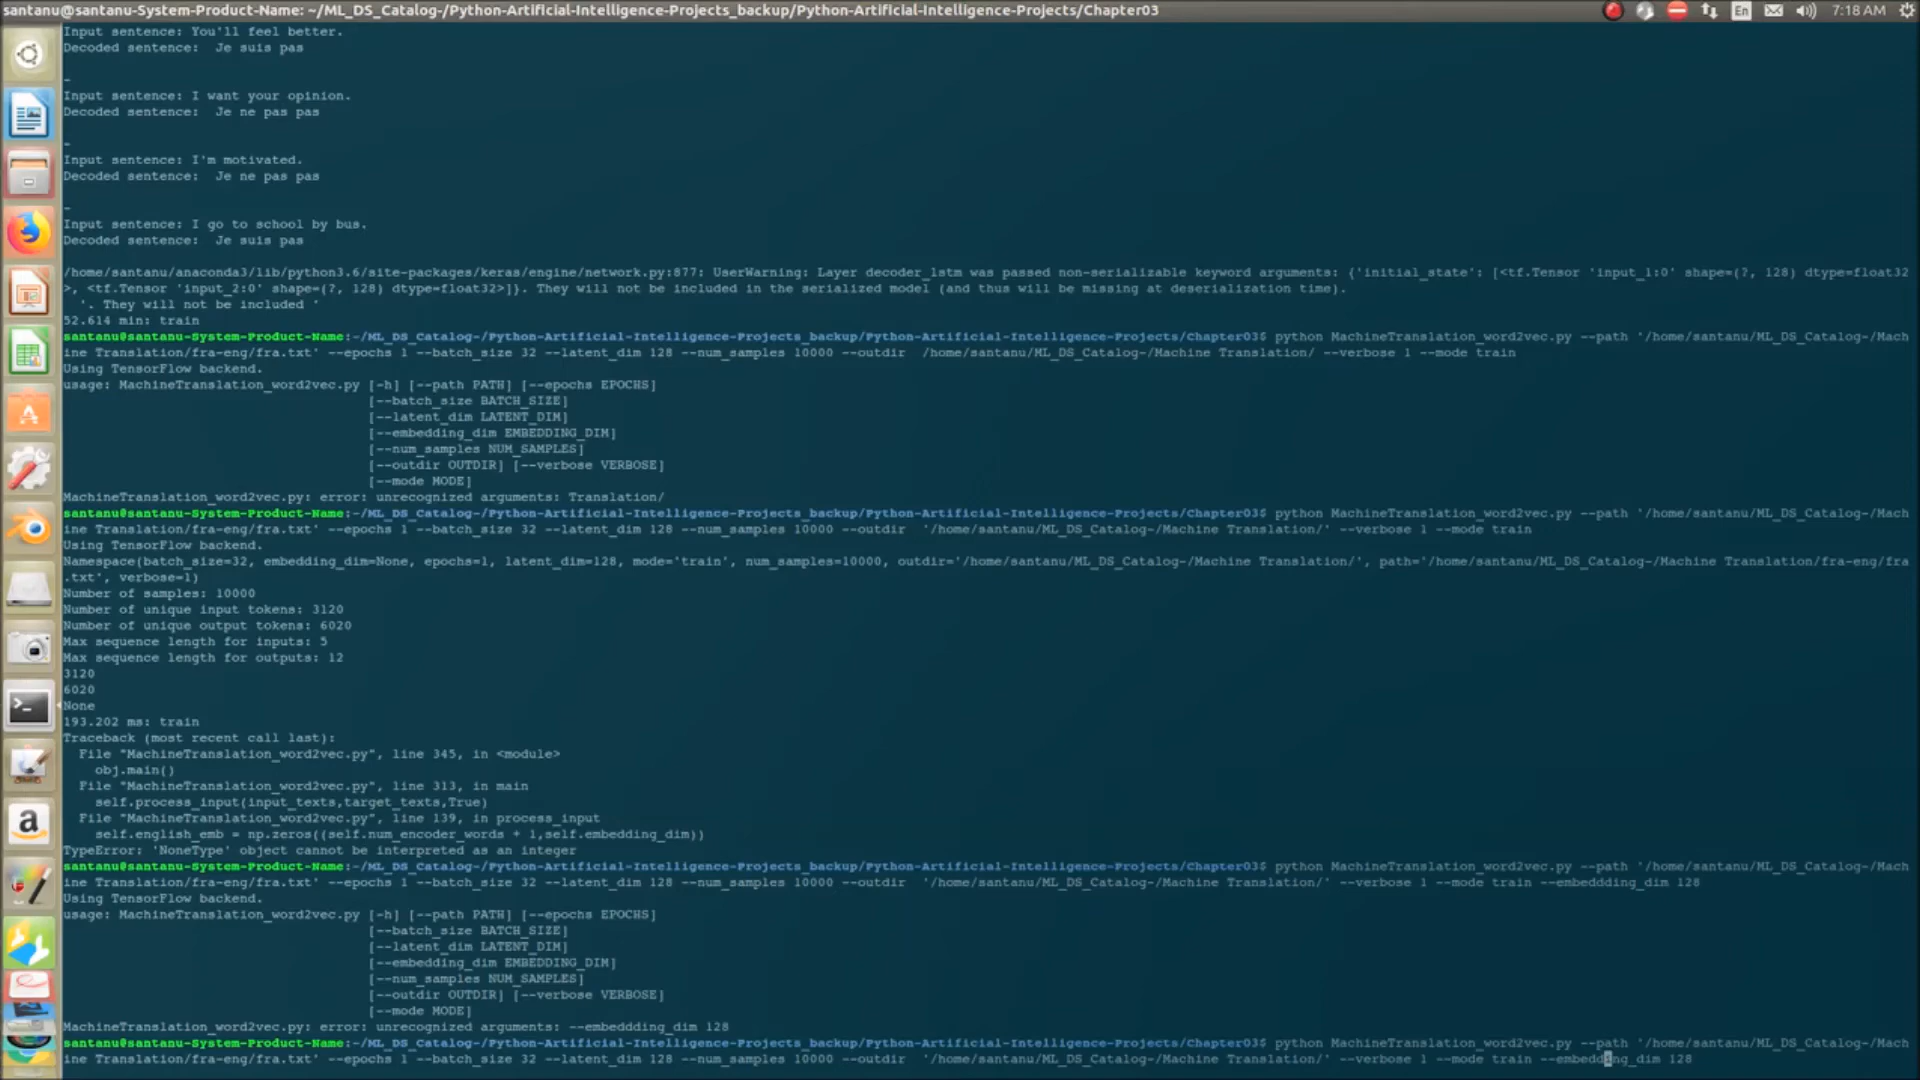 santanu@santanu-System-Product-Name: ~/ML_DS_Catalog-/Python-Artificial-Intelligence-Projects_backup/Python-Artificial-Intelligence-Projects/Chapter03
En
7:18 AM
Input sentence: You'll feel better.
Decoded sentence:  Je suis pas
-
Input sentence: I want your opinion.
Decoded sentence:  Je ne pas pas
-
Input sentence: I'm motivated.
Decoded sentence:  Je ne pas pas
-
Input sentence: I go to school by bus.
Decoded sentence:  Je suis pas
/home/santanu/anaconda3/lib/python3.6/site-packages/keras/engine/network.py:877: UserWarning: Layer decoder_lstm was passed non-serializable keyword arguments: {'initial_state': [<tf.Tensor 'input_1:0' shape=(?, 128) dtype=float32
>, <tf.Tensor 'input_2:0' shape=(?, 128) dtype=float32>]}. They will not be included in the serialized model (and thus will be missing at deserialization time).
  '. They will not be included '
52.614 min: train
santanu@santanu-System-Product-Name:~/ML_DS_Catalog-/Python-Artificial-Intelligence-Projects_backup/Python-Artificial-Intelligence-Projects/Chapter03$ python MachineTranslation_word2vec.py --path '/home/santanu/ML_DS_Catalog-/Mach
ine Translation/fra-eng/fra.txt' --epochs 1 --batch_size 32 --latent_dim 128 --num_samples 10000 --outdir  /home/santanu/ML_DS_Catalog-/Machine Translation/ --verbose 1 --mode train
Using TensorFlow backend.
usage: MachineTranslation_word2vec.py [-h] [--path PATH] [--epochs EPOCHS]
[--batch_size BATCH_SIZE]
[--latent_dim LATENT_DIM]
[--embedding_dim EMBEDDING_DIM]
[--num_samples NUM_SAMPLES]
[--outdir OUTDIR] [--verbose VERBOSE]
[--mode MODE]
MachineTranslation_word2vec.py: error: unrecognized arguments: Translation/
santanu@santanu-System-Product-Name:~/ML_DS_Catalog-/Python-Artificial-Intelligence-Projects_backup/Python-Artificial-Intelligence-Projects/Chapter03$ python MachineTranslation_word2vec.py --path '/home/santanu/ML_DS_Catalog-/Mach
ine Translation/fra-eng/fra.txt' --epochs 1 --batch_size 32 --latent_dim 128 --num_samples 10000 --outdir  '/home/santanu/ML_DS_Catalog-/Machine Translation/' --verbose 1 --mode train
Using TensorFlow backend.
Namespace(batch_size=32, embedding_dim=None, epochs=1, latent_dim=128, mode='train', num_samples=10000, outdir='/home/santanu/ML_DS_Catalog-/Machine Translation/', path='/home/santanu/ML_DS_Catalog-/Machine Translation/fra-eng/fra
.txt', verbose=1)
Number of samples: 10000
Number of unique input tokens: 3120
Number of unique output tokens: 6020
Max sequence length for inputs: 5
Max sequence length for outputs: 12
3120
6020
None
193.202 ms: train
Traceback (most recent call last):
  File "MachineTranslation_word2vec.py", line 345, in <module>
    obj.main()
  File "MachineTranslation_word2vec.py", line 313, in main
    self.process_input(input_texts,target_texts,True)
  File "MachineTranslation_word2vec.py", line 139, in process_input
    self.english_emb = np.zeros((self.num_encoder_words + 1,self.embedding_dim))
TypeError: 'NoneType' object cannot be interpreted as an integer
santanu@santanu-System-Product-Name:~/ML_DS_Catalog-/Python-Artificial-Intelligence-Projects_backup/Python-Artificial-Intelligence-Projects/Chapter03$ python MachineTranslation_word2vec.py --path '/home/santanu/ML_DS_Catalog-/Mach
ine Translation/fra-eng/fra.txt' --epochs 1 --batch_size 32 --latent_dim 128 --num_samples 10000 --outdir  '/home/santanu/ML_DS_Catalog-/Machine Translation/' --verbose 1 --mode train --embeddding_dim 128
Using TensorFlow backend.
usage: MachineTranslation_word2vec.py [-h] [--path PATH] [--epochs EPOCHS]
[--batch_size BATCH_SIZE]
[--latent_dim LATENT_DIM]
[--embedding_dim EMBEDDING_DIM]
[--num_samples NUM_SAMPLES]
[--outdir OUTDIR] [--verbose VERBOSE]
[--mode MODE]
MachineTranslation_word2vec.py: error: unrecognized arguments: --embeddding_dim 128
santanu@santanu-System-Product-Name:~/ML_DS_Catalog-/Python-Artificial-Intelligence-Projects_backup/Python-Artificial-Intelligence-Projects/Chapter03$ python MachineTranslation_word2vec.py --path '/home/santanu/ML_DS_Catalog-/Mach
ine Translation/fra-eng/fra.txt' --epochs 1 --batch_size 32 --latent_dim 128 --num_samples 10000 --outdir  '/home/santanu/ML_DS_Catalog-/Machine Translation/' --verbose 1 --mode train --embedding_dim 128